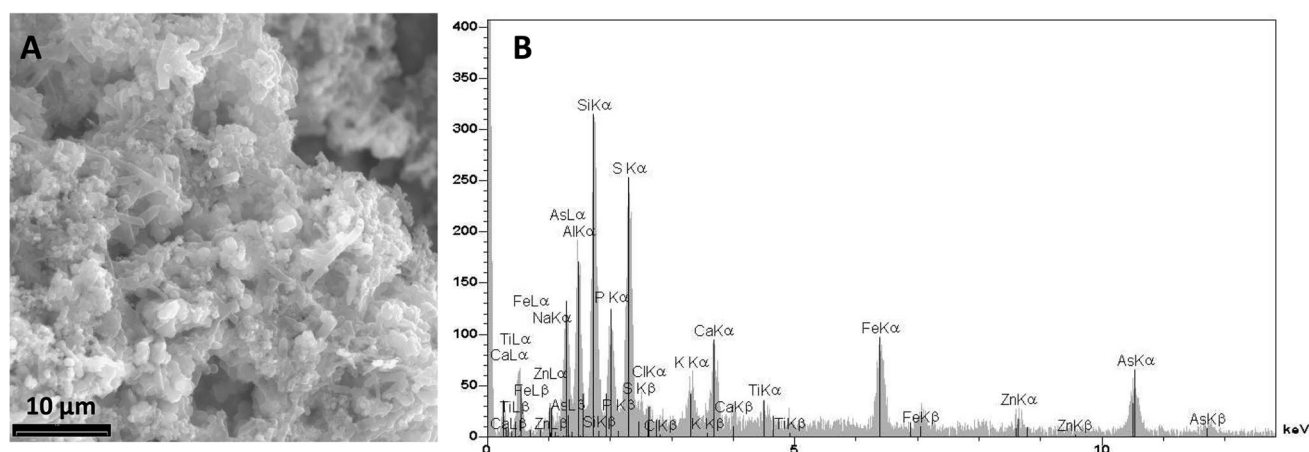 A
10 µm
B
400
350
300
250
200
150
100
50
0
SiKα
S Kα
AsLα
AlKα
P Kα
FeLα
NaKα
TiLα
CaLα
ZnLα
FeLβ
TiLβ
CaLβ
ZnLβ
AsLβ
SiKβ
P Kβ
ClKα
S Kβ
ClKβ
K Kα
K Kβ
CaKα
CaKβ
TiKα
TiKβ
FeKα
FeKβ
ZnKα
ZnKβ
AsKα
AsKβ
0
5
10
keV